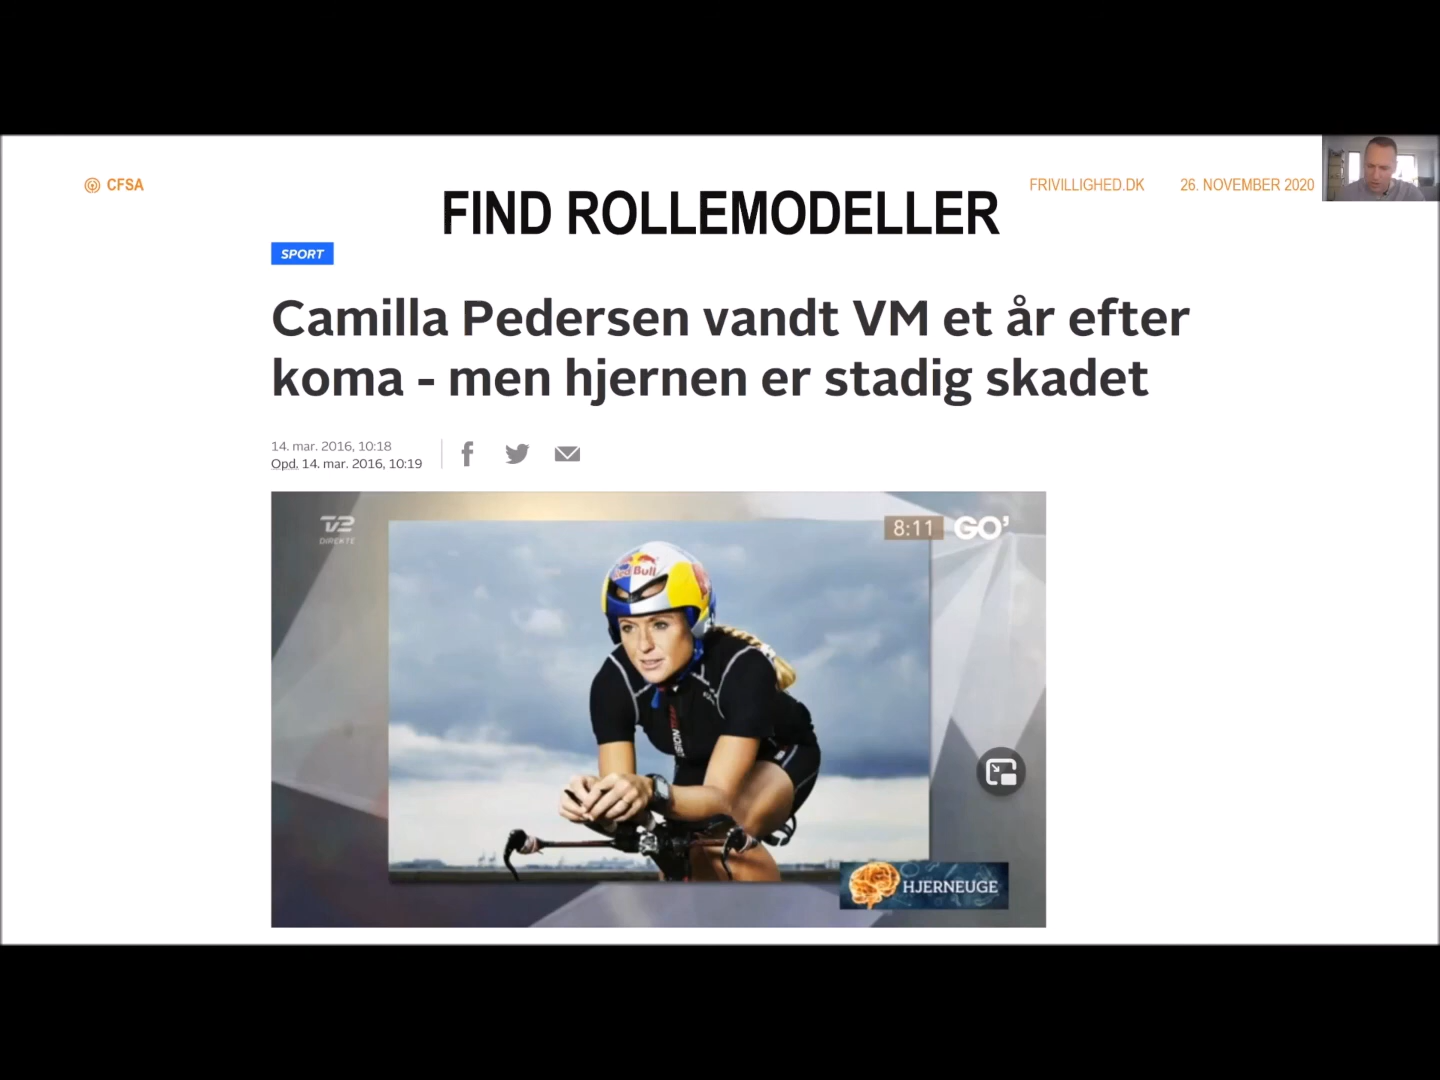 CFSA
FRIVILLIGHED.DK
26. NOVEMBER 2020
FIND ROLLEMODELLER
SPORT
Camilla Pedersen vandt VM et år efter
koma - men hjernen er stadig skadet
14. mar. 2016, 10:18
Opd. 14. mar. 2016, 10:19
TV2
DIREKTE
8:11 GO'
Red Bull
HJERNEUGE